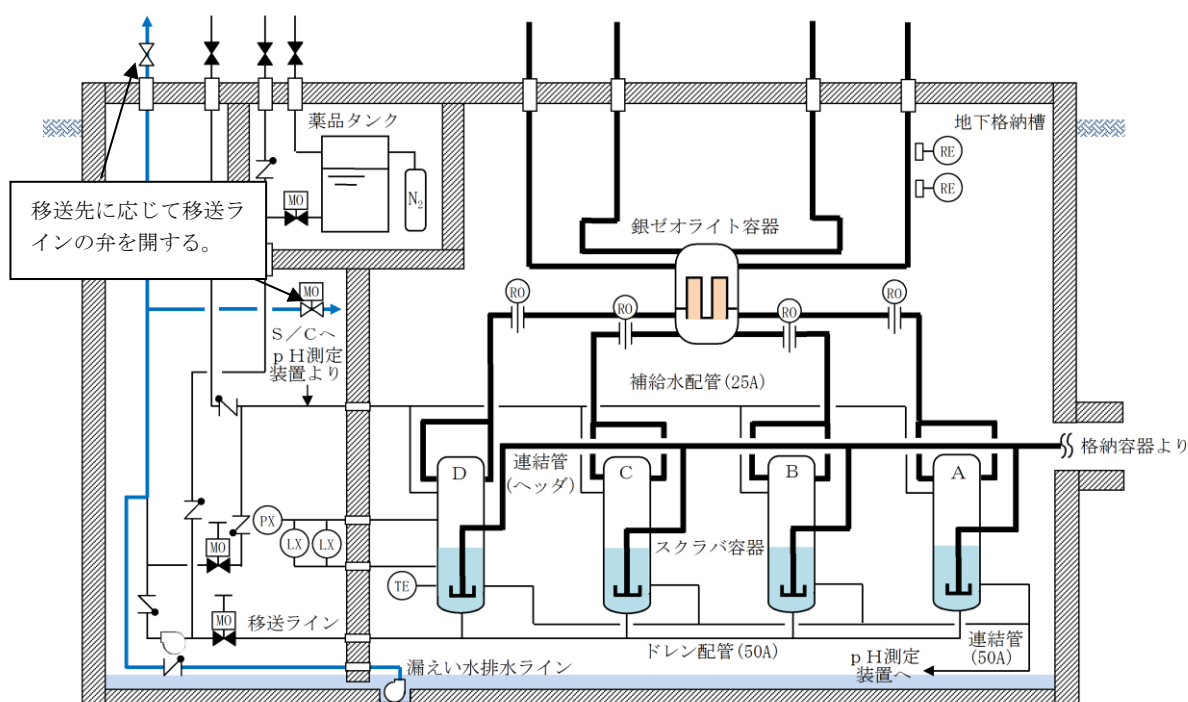 薬品タンク
N2
MO
移送先に応じて移送ラ
インの弁を開する。
MO
S/Cへ
pH測定
装置より
地下格納槽
RE
RE
銀ゼオライト容器
RO
RO
RO
RO
補給水配管(25A)
格納容器より
連結管
(ヘッダ)
D
C
B
A
スクラバ容器
PX
LX
LX
TE
MO
MO
移送ライン
ドレン配管(50A)
連結管
(50A)
pH測定
装置へ
漏えい水排水ライン